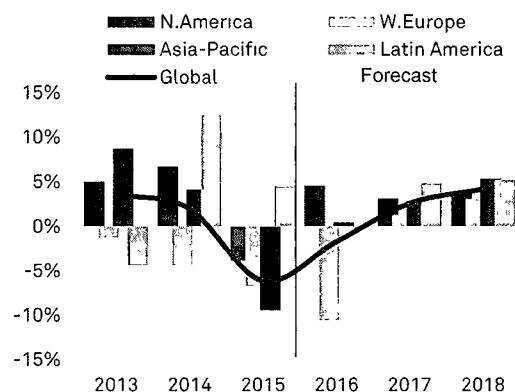 N.America W.Europe
Asia-Pacific Latin America
Global Forecast
15%
10%
5%
0%
-5%
-10%
-15%
2013 2014 2015 2016 2017 2018